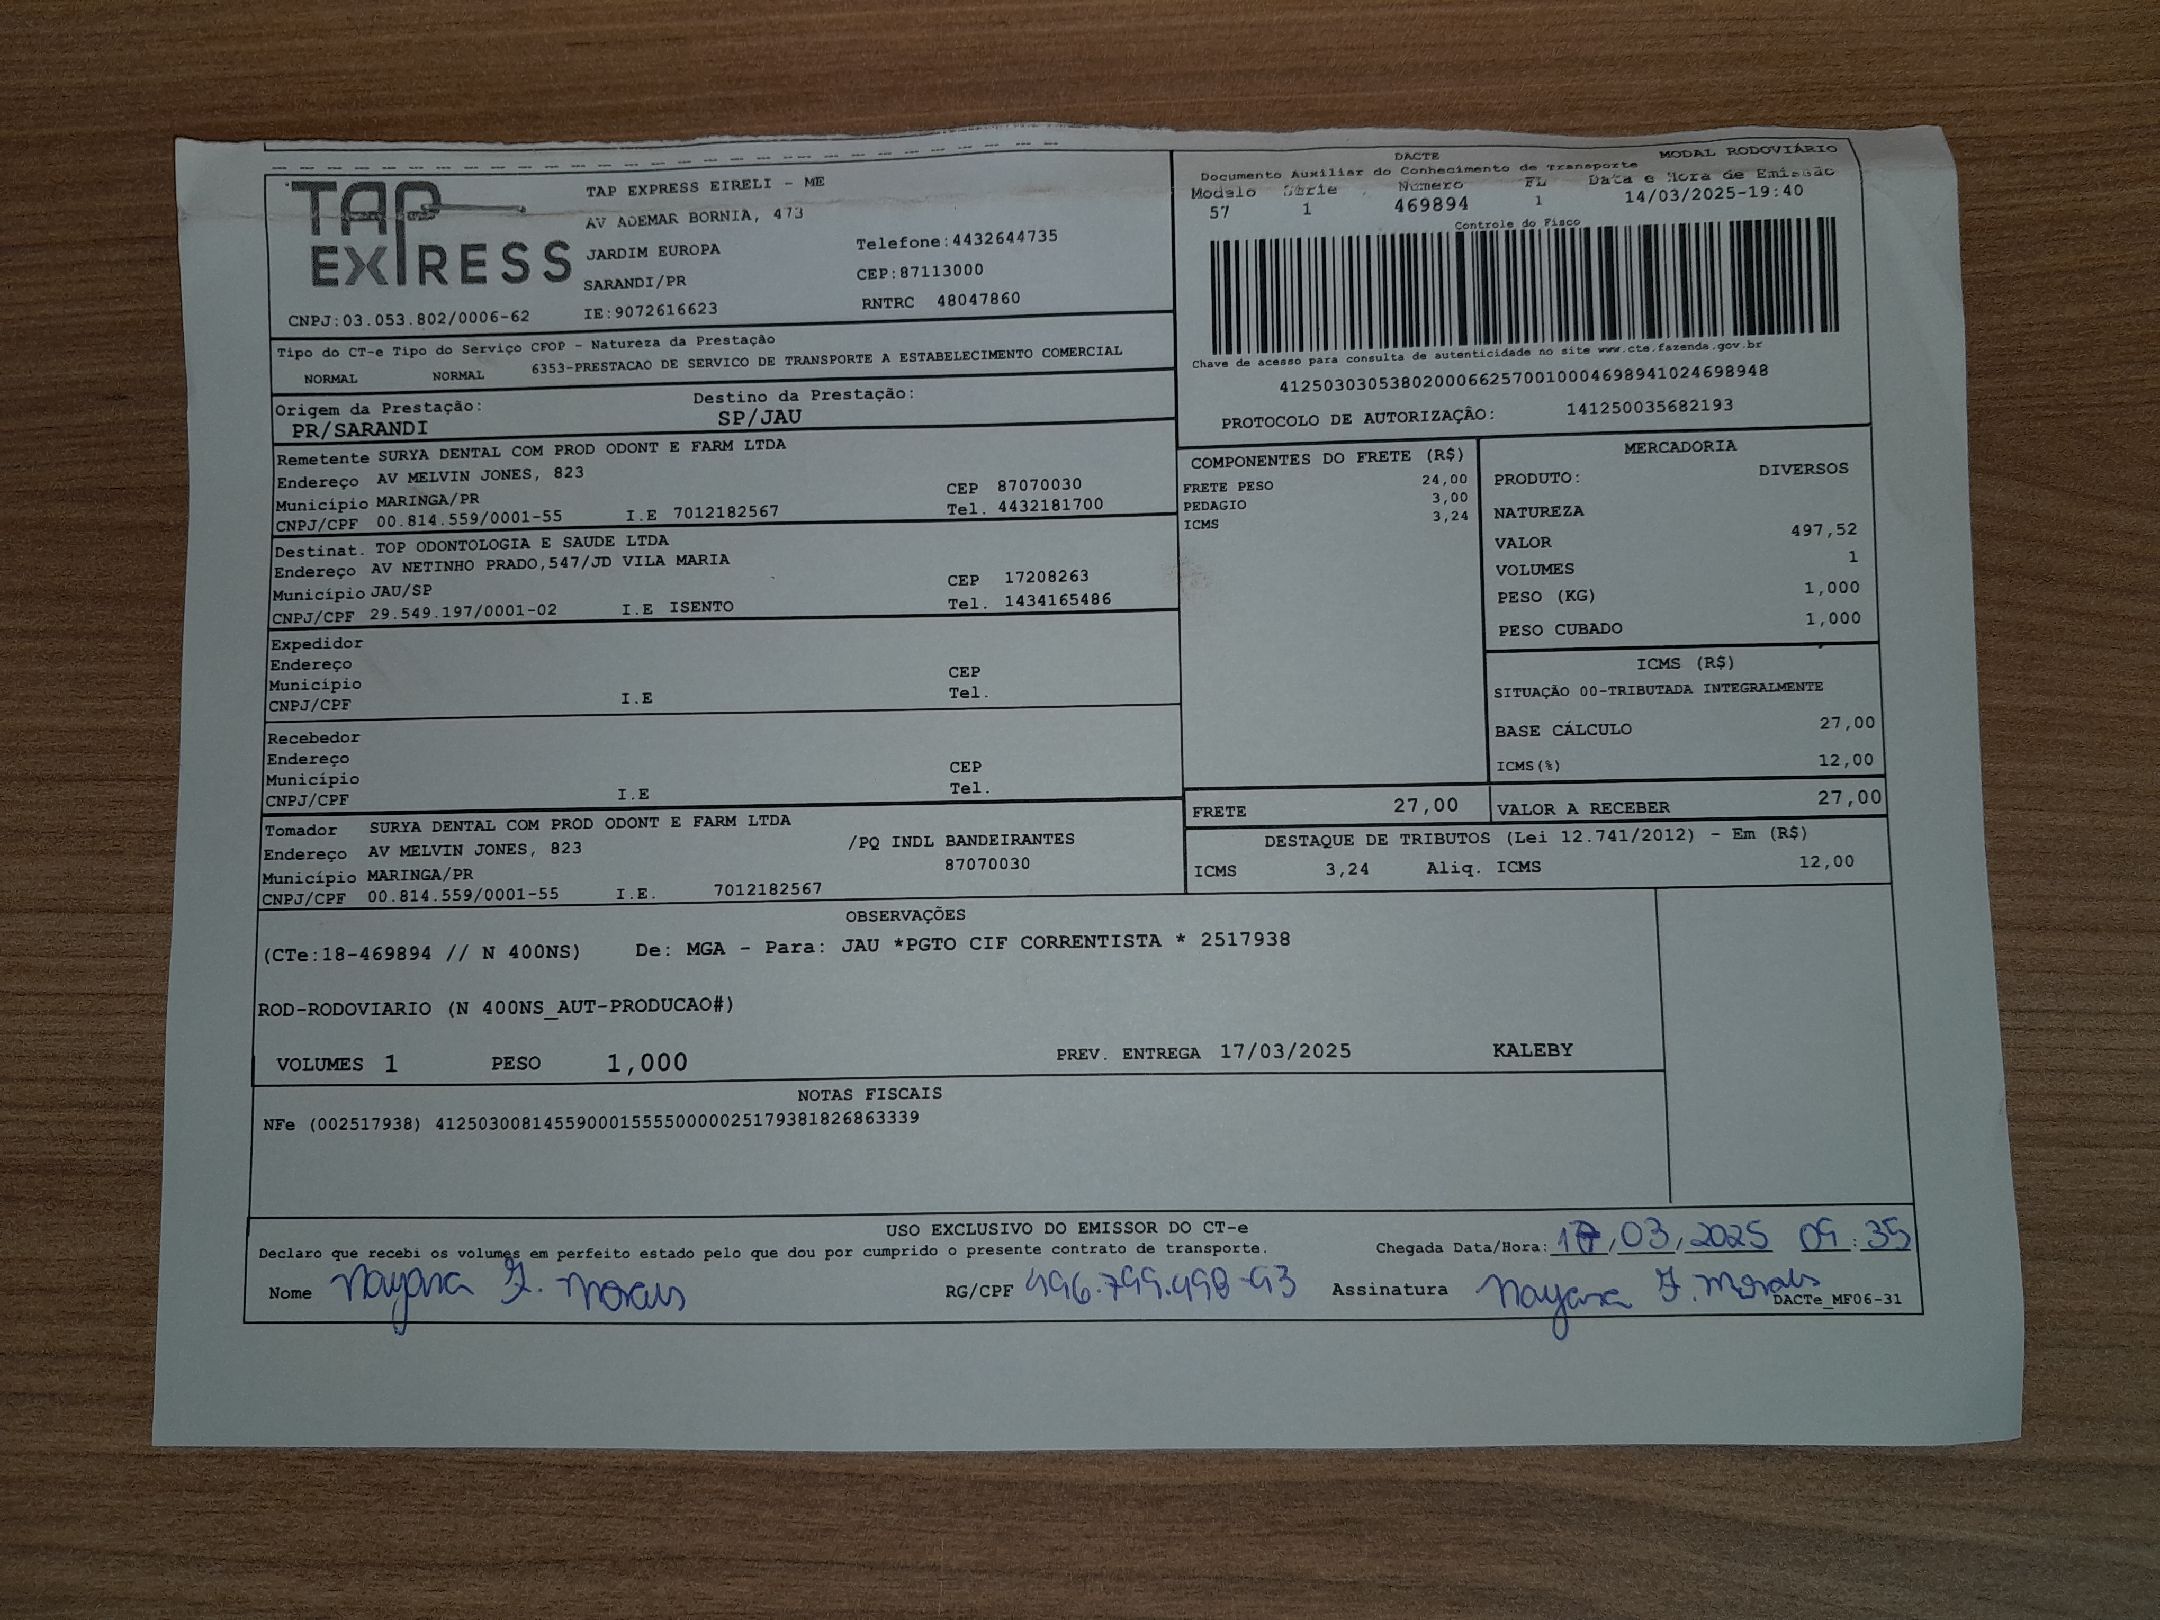 TAP EXPRESS
TAP EXPRESS EIRELI - ME
AV ADEMAR BORNIA, 473
JARDIM EUROPA
Telefone:4432644735
SARANDI/PR
CEP:87113000
CNPJ:03.053.802/0006-62
IE:9072616623
RNTRC 48047860
DACTE
MODAL RODOVIÁRIO
Documento Auxiliar do Conhecimento de Transporte
Modelo Série Número FL Data e Hora de Emissão
57 1 469894 1 14/03/2025-19:40
Controle do Fisco
Chave de acesso para consulta de autenticidade no site www.cte.fazenda.gov.br
41250303053802000662570010004698941024698948
PROTOCOLO DE AUTORIZAÇÃO: 141250035682193
Tipo do CT-e Tipo do Serviço CFOP - Natureza da Prestação
NORMAL NORMAL 6353-PRESTACAO DE SERVICO DE TRANSPORTE A ESTABELECIMENTO COMERCIAL
Origem da Prestação: Destino da Prestação:
PR/SARANDI SP/JAU
Remetente SURYA DENTAL COM PROD ODONT E FARM LTDA
Endereço AV MELVIN JONES, 823
Município MARINGA/PR CEP 87070030
CNPJ/CPF 00.814.559/0001-55 I.E 7012182567 Tel. 4432181700
Destinat. TOP ODONTOLOGIA E SAUDE LTDA
Endereço AV NETINHO PRADO,547/JD VILA MARIA
Município JAU/SP CEP 17208263
CNPJ/CPF 29.549.197/0001-02 I.E ISENTO Tel. 1434165486
Expedidor
Endereço
Município CEP
CNPJ/CPF I.E Tel.
Recebedor
Endereço
Município CEP
CNPJ/CPF I.E Tel.
Tomador SURYA DENTAL COM PROD ODONT E FARM LTDA
Endereço AV MELVIN JONES, 823 /PQ INDL BANDEIRANTES
Município MARINGA/PR 87070030
CNPJ/CPF 00.814.559/0001-55 I.E. 7012182567
COMPONENTES DO FRETE (R$)
FRETE PESO 24,00
PEDAGIO 3,00
ICMS 3,24
MERCADORIA
PRODUTO: DIVERSOS
NATUREZA
VALOR 497,52
VOLUMES 1
PESO (KG) 1,000
PESO CUBADO 1,000
ICMS (R$)
SITUAÇÃO 00-TRIBUTADA INTEGRALMENTE
BASE CÁLCULO 27,00
ICMS(%) 12,00
FRETE 27,00 VALOR A RECEBER 27,00
DESTAQUE DE TRIBUTOS (Lei 12.741/2012) - Em (R$)
ICMS 3,24 Aliq. ICMS 12,00
OBSERVAÇÕES
(CTe:18-469894 // N 400NS) De: MGA - Para: JAU *PGTO CIF CORRENTISTA * 2517938
ROD-RODOVIARIO (N 400NS_AUT-PRODUCAO#)
VOLUMES 1 PESO 1,000 PREV. ENTREGA 17/03/2025 KALEBY
NOTAS FISCAIS
NFe (002517938) 41250300814559000155550000025179381826863339
USO EXCLUSIVO DO EMISSOR DO CT-e
Declaro que recebi os volumes em perfeito estado pelo que dou por cumprido o presente contrato de transporte.
Chegada Data/Hora: 17/03/2025 09:35
Nome Nayara F. Morais RG/CPF 496.799.498-93 Assinatura Nayara F. Morais
DACTe_MF06-31